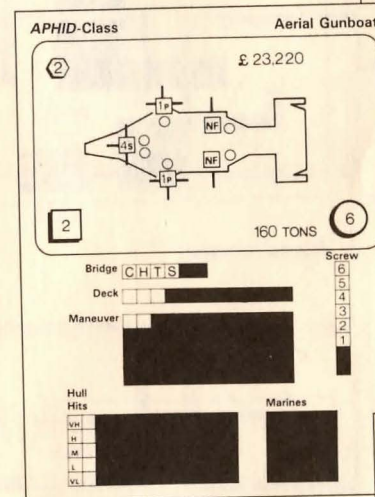 APHID-Class Aerial Gunboat
2 £ 23,220
1P
NF
4S
NF
1P
2 160 TONS 6
Screw
Bridge C H T S 6
5
Deck 4
3
Maneuver 2
1
Hull
Hits Marines
VH
H
M
L
VL